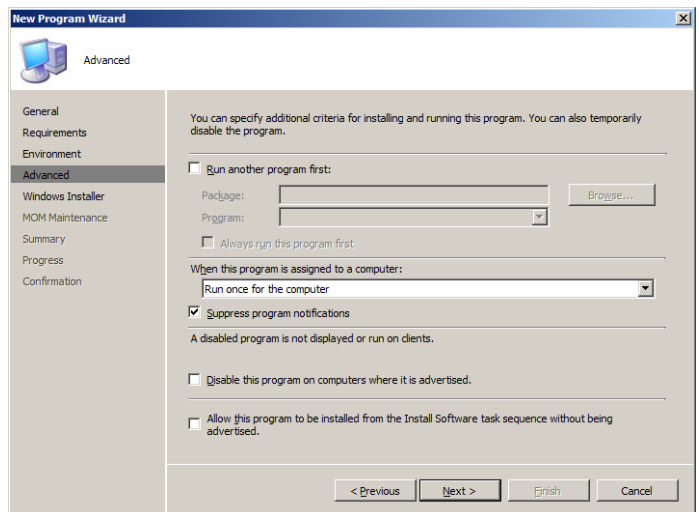 New Program Wizard
Advanced
General
Requirements
Environment
Advanced
Windows Installer
MOM Maintenance
Summary
Progress
Confirmation
You can specify additional criteria for installing and running this program. You can also temporarily
disable the program.
Run another program first:
Package:
Browse...
Program:
Always run this program first
When this program is assigned to a computer:
Run once for the computer
Suppress program notifications
A disabled program is not displayed or run on clients.
Disable this program on computers where it is advertised.
Allow this program to be installed from the Install Software task sequence without being
advertised.
< Previous
Next >
Finish
Cancel